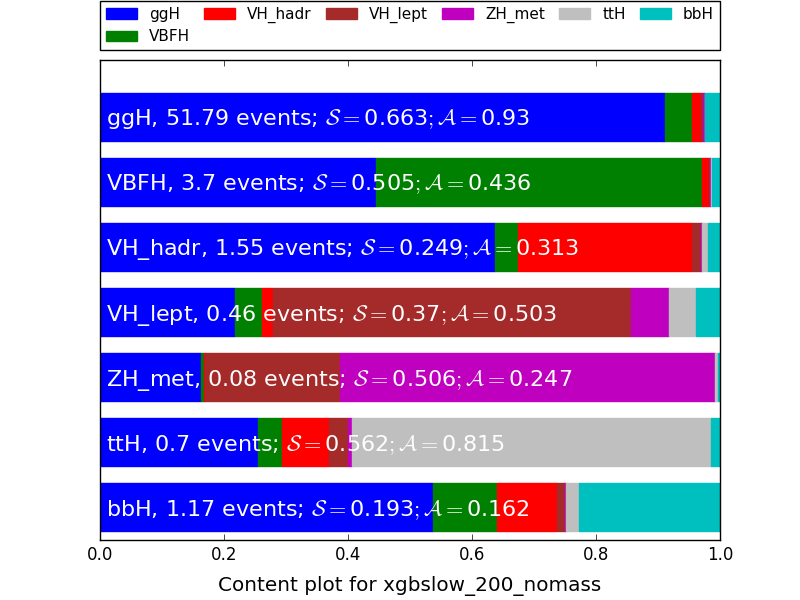 ggH VH_hadr VH_lept ZH_met ttH bbH
VBFH
ggH, 51.79 events; 𝒮 = 0.663; 𝒜 = 0.93
VBFH, 3.7 events; 𝒮 = 0.505; 𝒜 = 0.436
VH_hadr, 1.55 events; 𝒮 = 0.249; 𝒜 = 0.313
VH_lept, 0.46 events; 𝒮 = 0.37; 𝒜 = 0.503
ZH_met, 0.08 events; 𝒮 = 0.506; 𝒜 = 0.247
ttH, 0.7 events; 𝒮 = 0.562; 𝒜 = 0.815
bbH, 1.17 events; 𝒮 = 0.193; 𝒜 = 0.162
0.0 0.2 0.4 0.6 0.8 1.0
Content plot for xgbslow_200_nomass